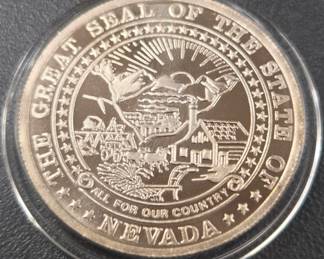 THE GREAT SEAL OF THE STATE OF
NEVADA
ALL FOR OUR COUNTRY